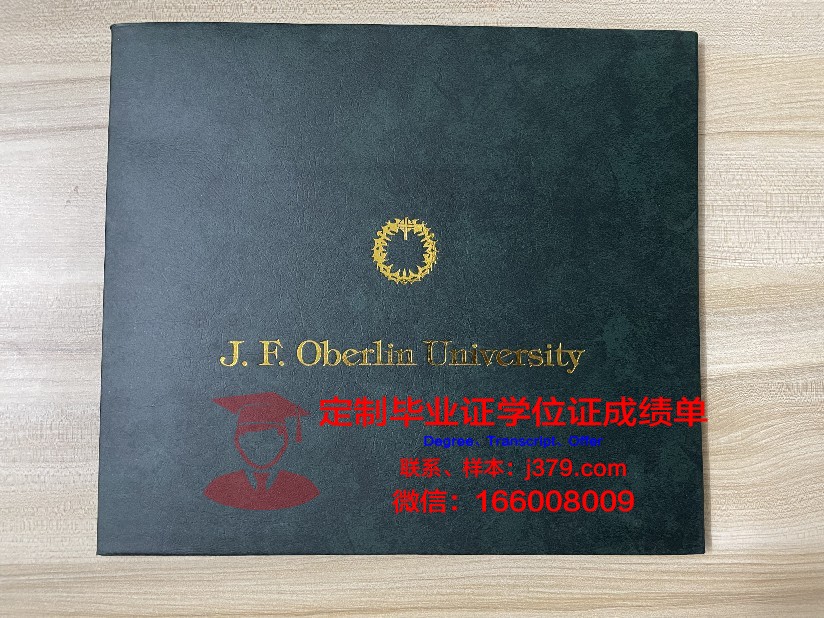 J. F. Oberlin University
定制毕业证学位证成绩单
Degree、Transcript、Offer
联系、样本：j379.com
微信：166008009